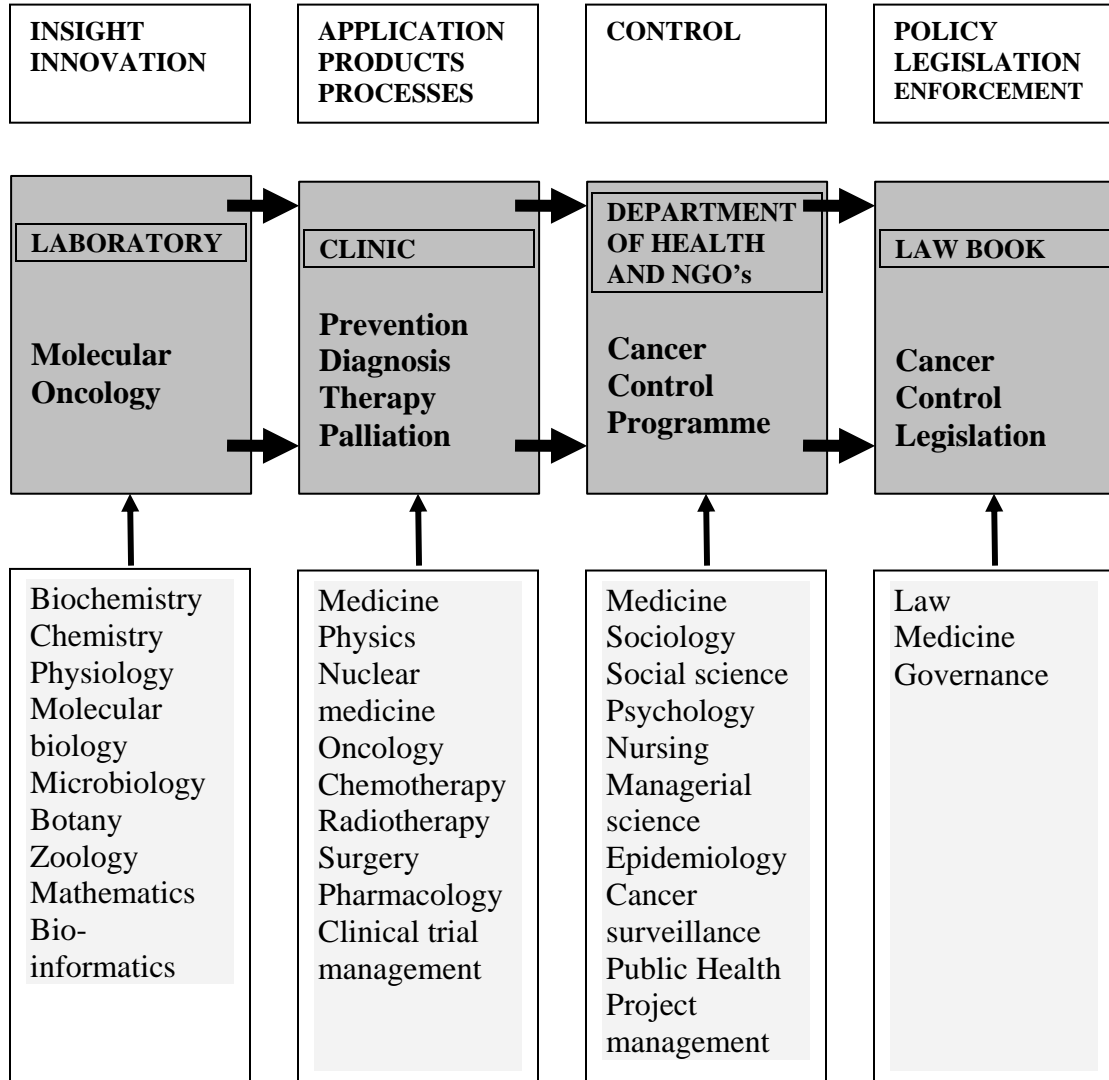 INSIGHT
INNOVATION
APPLICATION
PRODUCTS
PROCESSES
CONTROL
POLICY
LEGISLATION
ENFORCEMENT
LABORATORY
Molecular
Oncology
CLINIC
Prevention
Diagnosis
Therapy
Palliation
DEPARTMENT
OF HEALTH
AND NGO’s
Cancer
Control
Programme
LAW BOOK
Cancer
Control
Legislation
Biochemistry
Chemistry
Physiology
Molecular
biology
Microbiology
Botany
Zoology
Mathematics
Bio-
informatics
Medicine
Physics
Nuclear
medicine
Oncology
Chemotherapy
Radiotherapy
Surgery
Pharmacology
Clinical trial
management
Medicine
Sociology
Social science
Psychology
Nursing
Managerial
science
Epidemiology
Cancer
surveillance
Public Health
Project
management
Law
Medicine
Governance